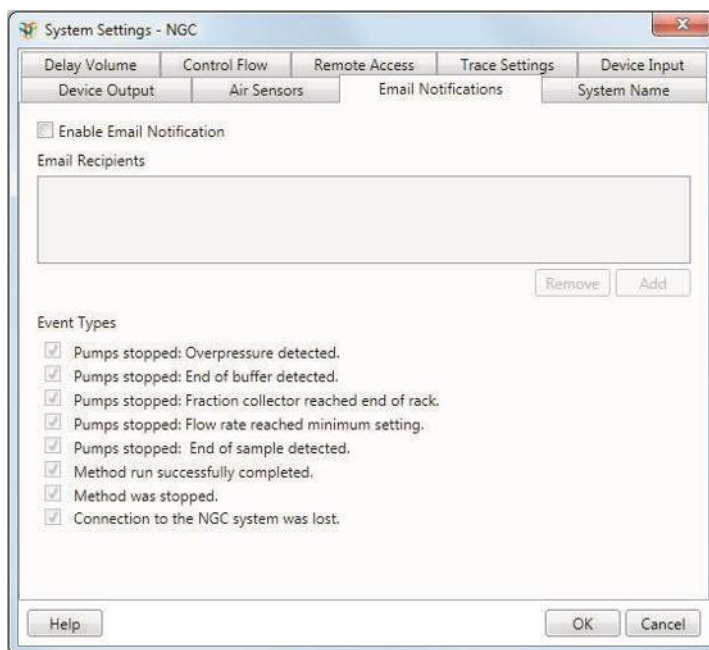 System Settings - NGC
Delay Volume Control Flow Remote Access Trace Settings Device Input
Device Output Air Sensors Email Notifications System Name
Enable Email Notification
Email Recipients
Remove Add
Event Types
Pumps stopped: Overpressure detected.
Pumps stopped: End of buffer detected.
Pumps stopped: Fraction collector reached end of rack.
Pumps stopped: Flow rate reached minimum setting.
Pumps stopped: End of sample detected.
Method run successfully completed.
Method was stopped.
Connection to the NGC system was lost.
Help OK Cancel